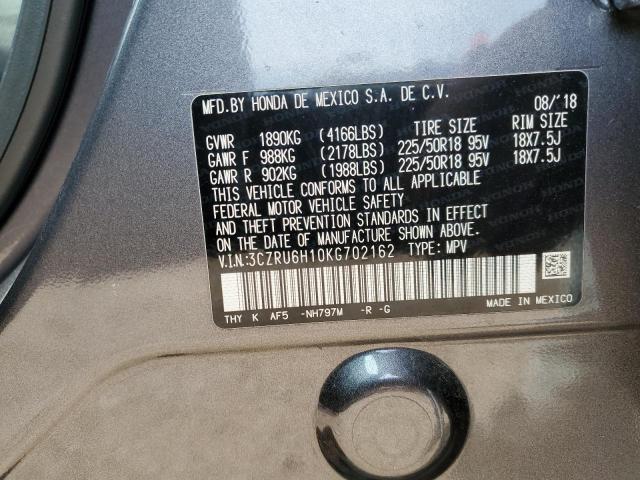 MFD.BY HONDA DE MEXICO S.A. DE C.V. 08/'18
GVWR 1890KG (4166LBS) TIRE SIZE RIM SIZE
GAWR F 988KG (2178LBS) 225/50R18 95V 18X7.5J
GAWR R 902KG (1988LBS) 225/50R18 95V 18X7.5J
THIS VEHICLE CONFORMS TO ALL APPLICABLE
FEDERAL MOTOR VEHICLE SAFETY
AND THEFT PREVENTION STANDARDS IN EFFECT
ON THE DATE OF MANUFACTURE SHOWN ABOVE.
V.I.N:3CZRU6H10KG702162 TYPE: MPV
MADE IN MEXICO
THY K AF5 -NH797M -R -G